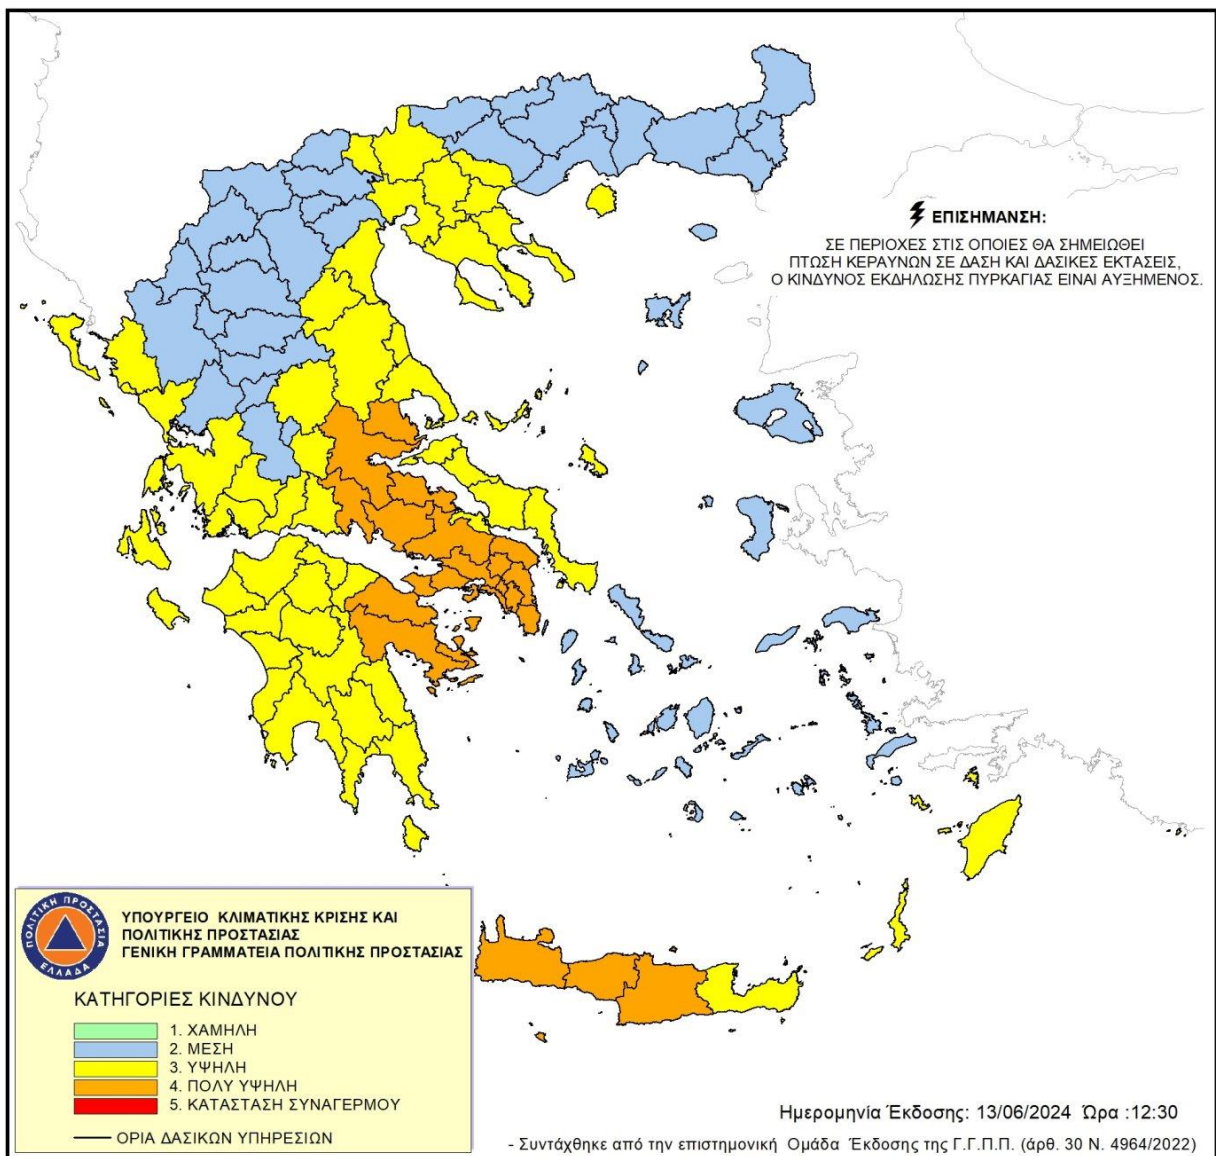 ΕΠΙΣΗΜΑΝΣΗ:
ΣΕ ΠΕΡΙΟΧΕΣ ΣΤΙΣ ΟΠΟΙΕΣ ΘΑ ΣΗΜΕΙΩΘΕΙ
ΠΤΩΣΗ ΚΕΡΑΥΝΩΝ ΣΕ ΔΑΣΗ ΚΑΙ ΔΑΣΙΚΕΣ ΕΚΤΑΣΕΙΣ,
Ο ΚΙΝΔΥΝΟΣ ΕΚΔΗΛΩΣΗΣ ΠΥΡΚΑΓΙΑΣ ΕΙΝΑΙ ΑΥΞΗΜΕΝΟΣ.
ΠΟΛΙΤΙΚΗ ΠΡΟΣΤΑΣΙΑ
ΕΛΛΑΔΑ
ΥΠΟΥΡΓΕΙΟ ΚΛΙΜΑΤΙΚΗΣ ΚΡΙΣΗΣ ΚΑΙ
ΠΟΛΙΤΙΚΗΣ ΠΡΟΣΤΑΣΙΑΣ
ΓΕΝΙΚΗ ΓΡΑΜΜΑΤΕΙΑ ΠΟΛΙΤΙΚΗΣ ΠΡΟΣΤΑΣΙΑΣ
ΚΑΤΗΓΟΡΙΕΣ ΚΙΝΔΥΝΟΥ
1. ΧΑΜΗΛΗ
2. ΜΕΣΗ
3. ΥΨΗΛΗ
4. ΠΟΛΥ ΥΨΗΛΗ
5. ΚΑΤΑΣΤΑΣΗ ΣΥΝΑΓΕΡΜΟΥ
ΟΡΙΑ ΔΑΣΙΚΩΝ ΥΠΗΡΕΣΙΩΝ
Ημερομηνία Έκδοσης: 13/06/2024 Ώρα :12:30
- Συντάχθηκε από την επιστημονική Ομάδα Έκδοσης της Γ.Γ.Π.Π. (άρθ. 30 Ν. 4964/2022)